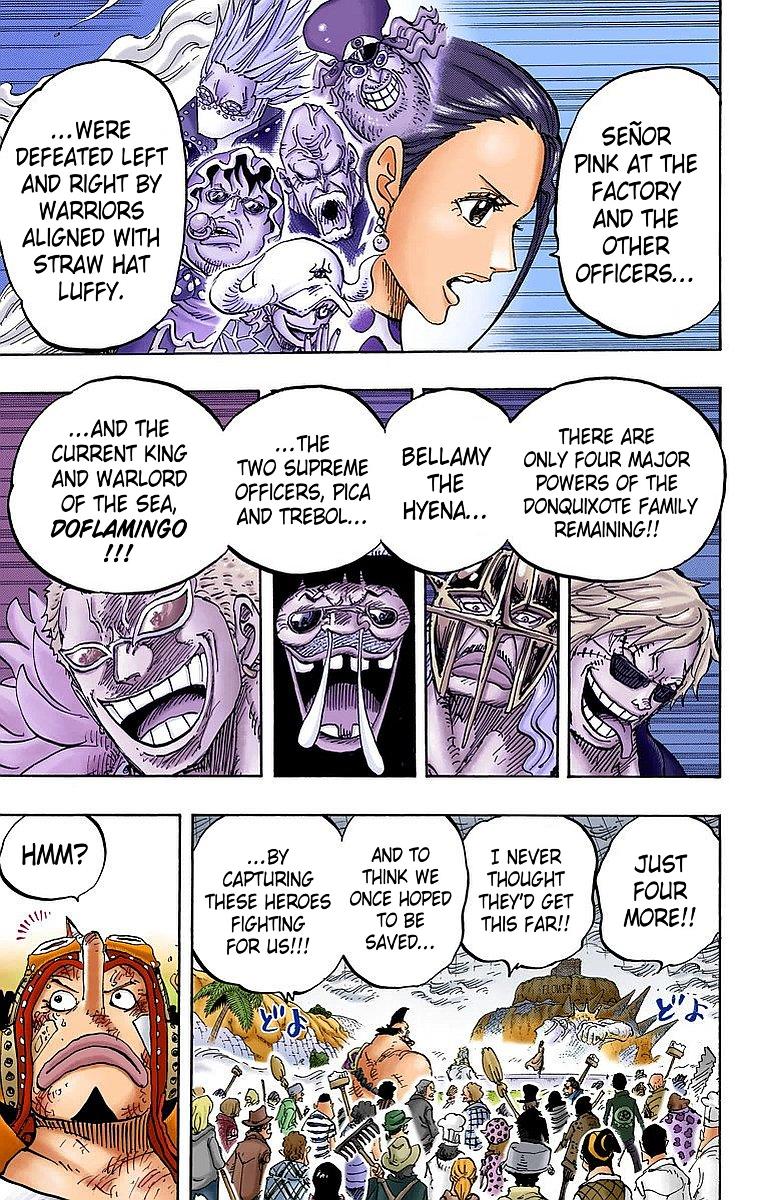 SEÑOR
PINK AT THE
FACTORY
AND THE
OTHER
OFFICERS...
...WERE
DEFEATED LEFT
AND RIGHT BY
WARRIORS
ALIGNED WITH
STRAW HAT
LUFFY.
THERE ARE
ONLY FOUR MAJOR
POWERS OF THE
DONQUIXOTE FAMILY
REMAINING!!
BELLAMY
THE
HYENA...
...THE
TWO SUPREME
OFFICERS, PICA
AND TREBOL...
...AND THE
CURRENT KING
AND WARLORD
OF THE SEA,
DOFLAMINGO
!!!
JUST
FOUR
MORE!!
I NEVER
THOUGHT
THEY'D GET
THIS FAR!!
AND TO
THINK WE
ONCE HOPED
TO BE
SAVED...
...BY
CAPTURING
THESE HEROES
FIGHTING
FOR US!!!
FLOWER HILL
どよ
どよ
HMM?